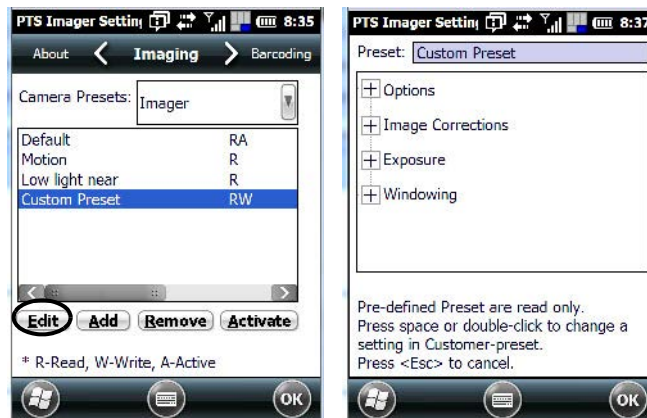 PTS Imager Settin 8:35
About Imaging Barcoding
Camera Presets: Imager
Default RA
Motion R
Low light near R
Custom Preset RW
Edit Add Remove Activate
* R-Read, W-Write, A-Active
OK
PTS Imager Settin 8:37
Preset: Custom Preset
Options
Image Corrections
Exposure
Windowing
Pre-defined Preset are read only.
Press space or double-click to change a
setting in Customer-preset.
Press <Esc> to cancel.
OK